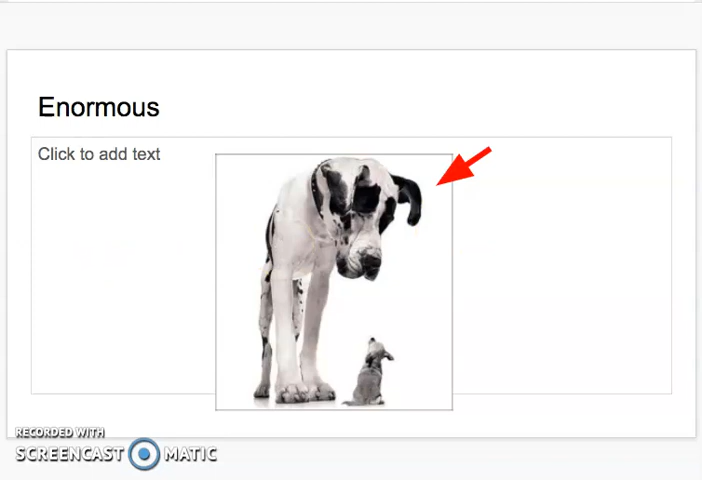 Enormous
Click to add text
RECORDED WITH
SCREENCAST MATIC